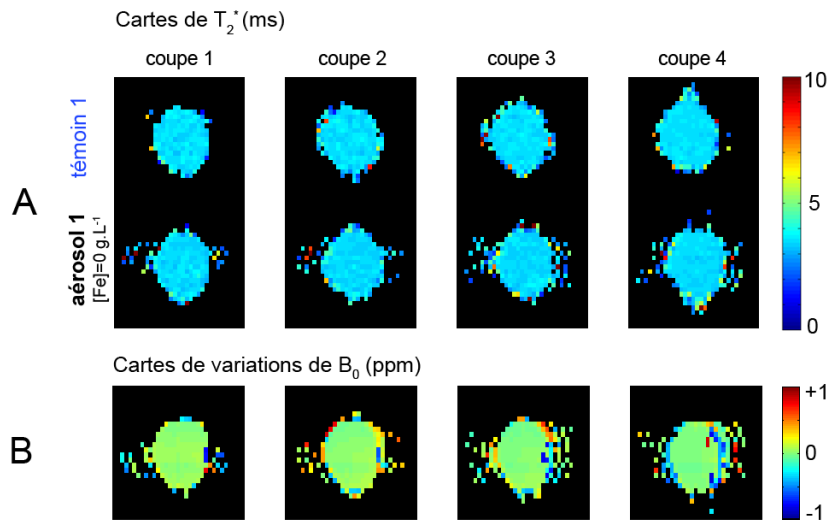 Cartes de T₂* (ms)
coupe 1
coupe 2
coupe 3
coupe 4
A
témoin 1
aérosol 1
[Fe]=0 g.L⁻¹
10
5
0
Cartes de variations de B₀ (ppm)
B
+1
0
-1